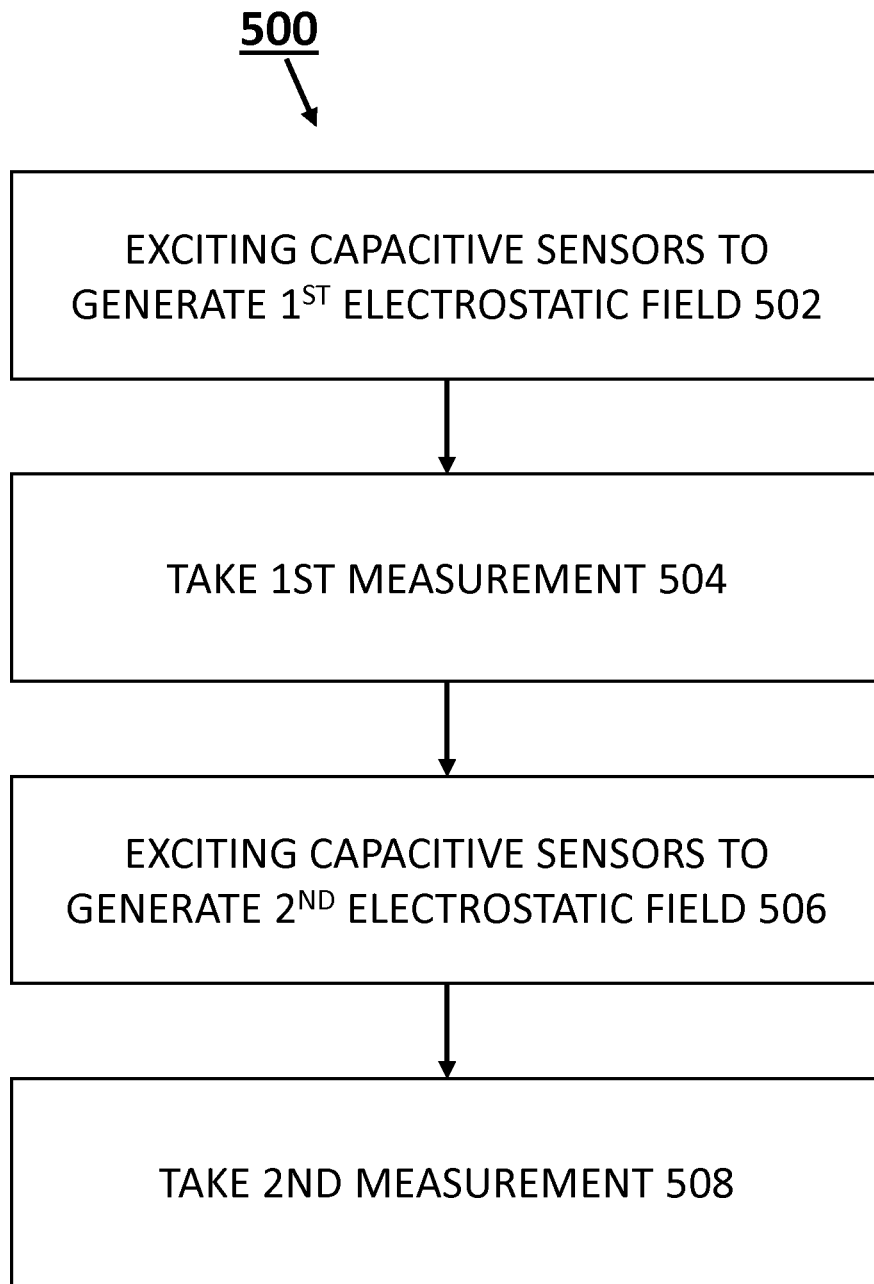 500
EXCITING CAPACITIVE SENSORS TO
GENERATE 1ST ELECTROSTATIC FIELD 502
TAKE 1ST MEASUREMENT 504
EXCITING CAPACITIVE SENSORS TO
GENERATE 2ND ELECTROSTATIC FIELD 506
TAKE 2ND MEASUREMENT 508